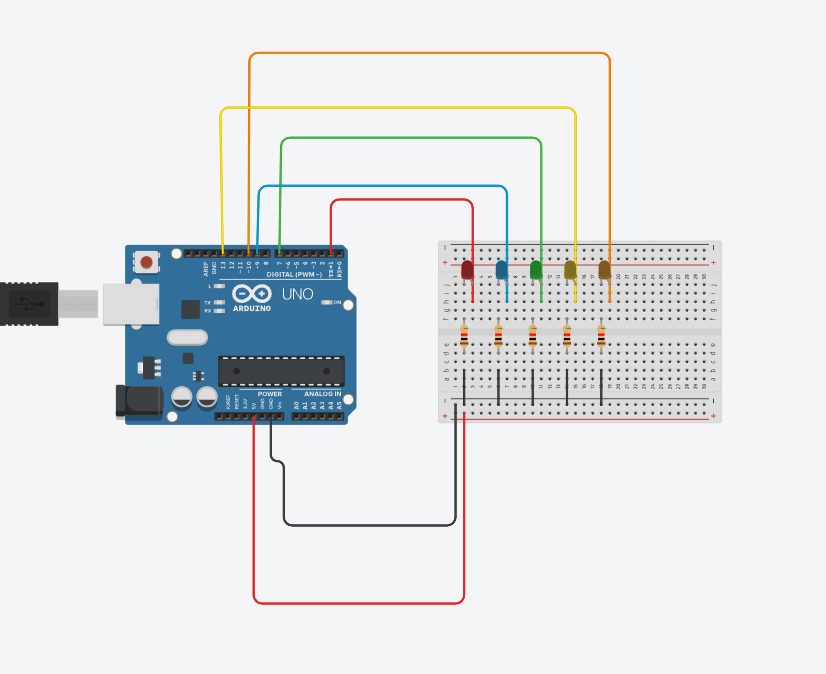 AREF
GND
13
12
~11
~10
~9
8
7
~6
~5
4
~3
2
TX→1
RX←0
DIGITAL (PWM~)
L
TX
RX
UNO
ON
ARDUINO
POWER
ANALOG IN
IOREF
RESET
3.3V
5V
GND
GND
Vin
A0
A1
A2
A3
A4
A5
- -
+ +
j j
i i
h h
g g
f f
e e
d d
c c
b b
a a
- -
+ +